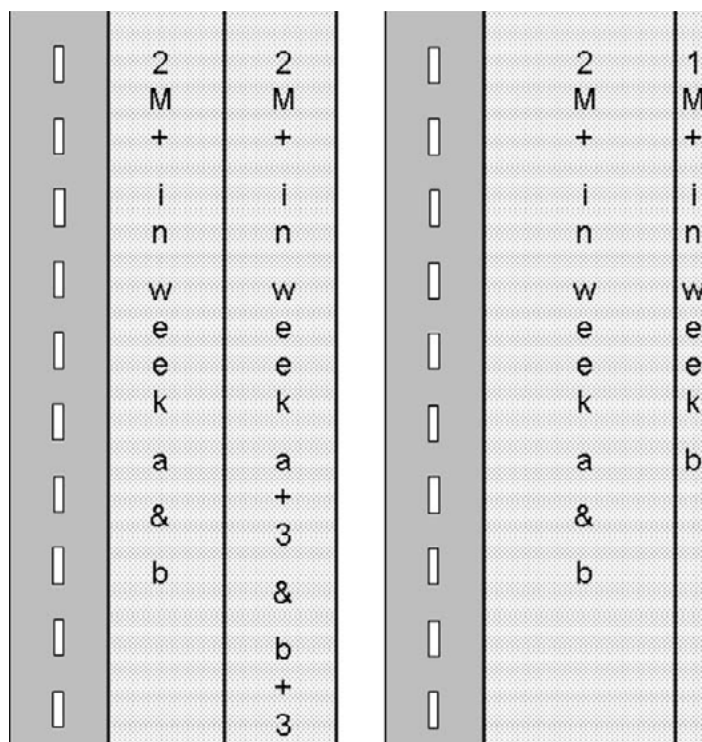 2M+ in week a & b
2M+ in week a+3 & b+3
2M+ in week a & b
1M+ in week b